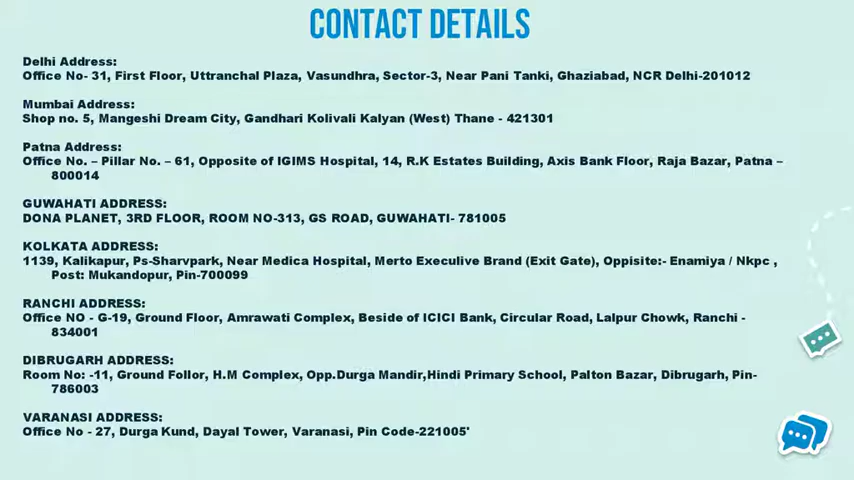 CONTACT DETAILS
Delhi Address:
Office No- 31, First Floor, Uttranchal Plaza, Vasundhra, Sector-3, Near Pani Tanki, Ghaziabad, NCR Delhi-201012
Mumbai Address:
Shop no. 5, Mangeshi Dream City, Gandhari Kolivali Kalyan (West) Thane - 421301
Patna Address:
Office No. – Pillar No. – 61, Opposite of IGIMS Hospital, 14, R.K Estates Building, Axis Bank Floor, Raja Bazar, Patna –
800014
GUWAHATI ADDRESS:
DONA PLANET, 3RD FLOOR, ROOM NO-313, GS ROAD, GUWAHATI- 781005
KOLKATA ADDRESS:
1139, Kalikapur, Ps-Sharvpark, Near Medica Hospital, Merto Execulive Brand (Exit Gate), Oppisite:- Enamiya / Nkpc ,
Post: Mukandopur, Pin-700099
RANCHI ADDRESS:
Office NO - G-19, Ground Floor, Amrawati Complex, Beside of ICICI Bank, Circular Road, Lalpur Chowk, Ranchi -
834001
DIBRUGARH ADDRESS:
Room No: -11, Ground Follor, H.M Complex, Opp.Durga Mandir,Hindi Primary School, Palton Bazar, Dibrugarh, Pin-
786003
VARANASI ADDRESS:
Office No - 27, Durga Kund, Dayal Tower, Varanasi, Pin Code-221005'